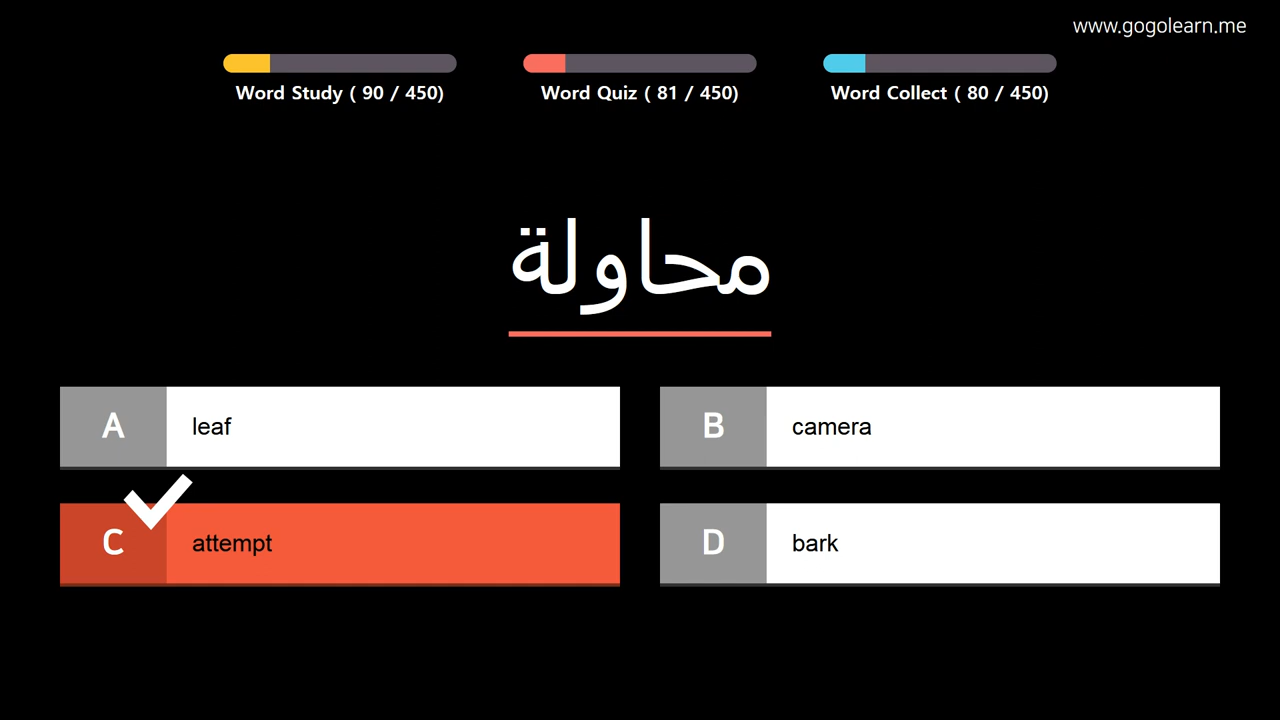 www.gogolearn.me
Word Study ( 90 / 450)
Word Quiz ( 81 / 450)
Word Collect ( 80 / 450)
محاولة
A leaf
B camera
C attempt
D bark